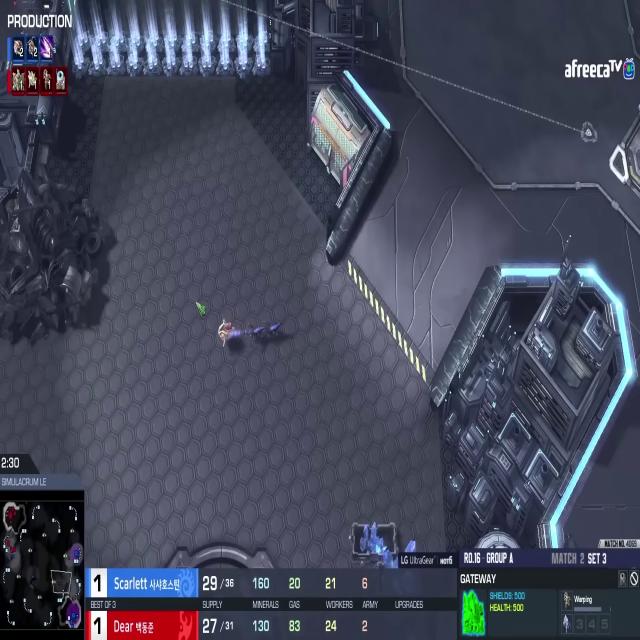 PRODUCTION
afreecaTV
2:30
SIMULACRUM LE
MATCH NO. 4065
LG UltraGear
RO.16 GROUP A MATCH 2 SET 3
1 Scarlett 사샤호스틴 29 / 36 160 20 21 6
BEST OF 3 SUPPLY MINERALS GAS WORKERS ARMY UPGRADES
1 Dear 백동준 27 / 31 130 83 24 2
GATEWAY
SHIELDS: 500
HEALTH: 500
Warping
3 4 5